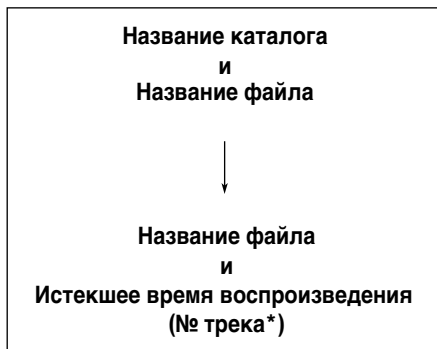 Название каталога
и
Название файла
Название файла
и
Истекшее время воспроизведения
(№ трека*)